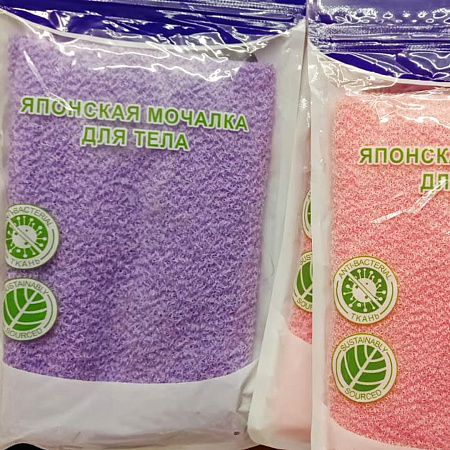 ЯПОНСКАЯ МОЧАЛКА
ДЛЯ ТЕЛА
ANTI-BACTERIAL
ТКАНЬ
SUSTAINABLY
SOURCED
ЯПОНСК
ДЛ
ANTI-BACTERIAL
ТКАНЬ
SUSTAINABLY
SOURCED